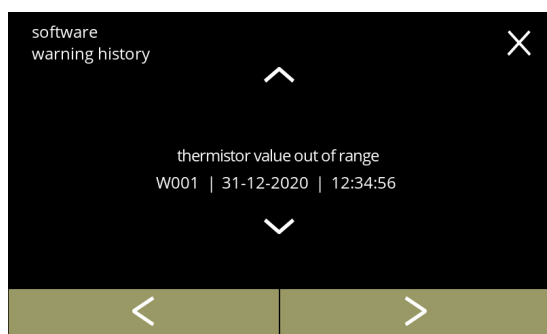 software
warning history
thermistor value out of range
W001 | 31-12-2020 | 12:34:56